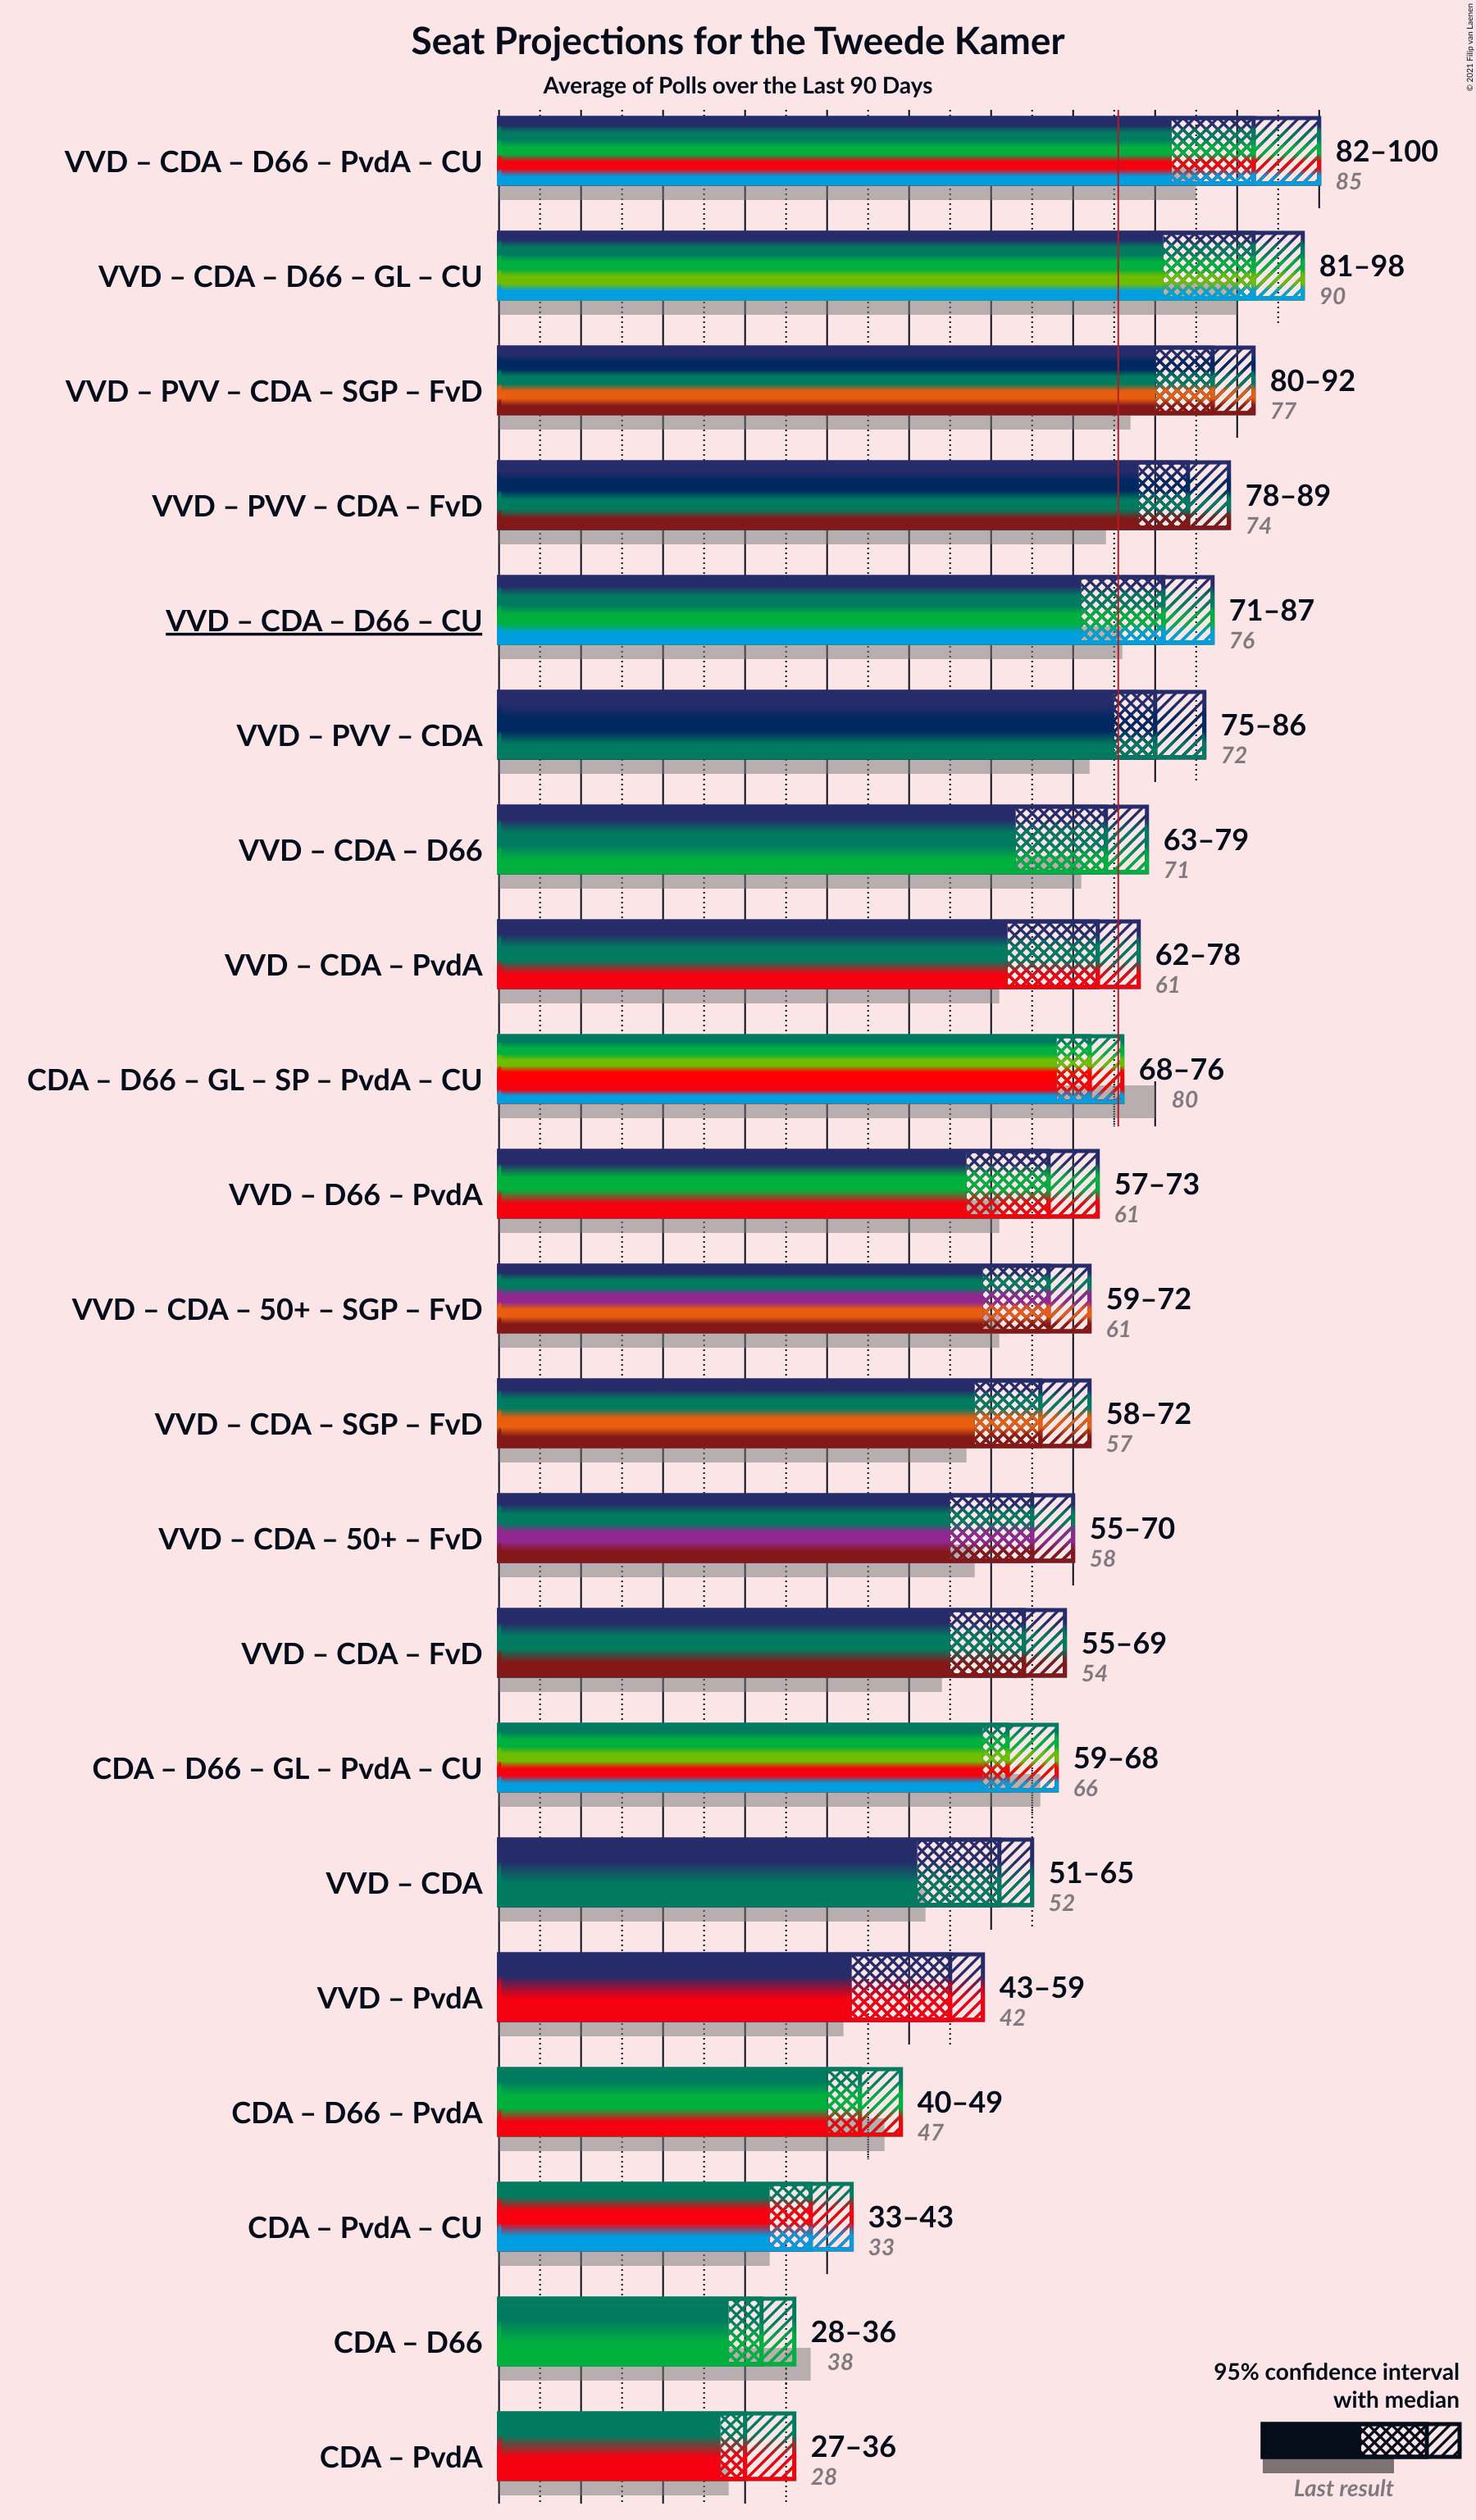 Seat Projections for the Tweede Kamer
Average of Polls over the Last 90 Days
© 2021 Filip van Laenen
VVD – CDA – D66 – PvdA – CU
82–100
85
VVD – CDA – D66 – GL – CU
81–98
90
VVD – PVV – CDA – SGP – FvD
80–92
77
VVD – PVV – CDA – FvD
78–89
74
VVD – CDA – D66 – CU
71–87
76
VVD – PVV – CDA
75–86
72
VVD – CDA – D66
63–79
71
VVD – CDA – PvdA
62–78
61
CDA – D66 – GL – SP – PvdA – CU
68–76
80
VVD – D66 – PvdA
57–73
61
VVD – CDA – 50+ – SGP – FvD
59–72
61
VVD – CDA – SGP – FvD
58–72
57
VVD – CDA – 50+ – FvD
55–70
58
VVD – CDA – FvD
55–69
54
CDA – D66 – GL – PvdA – CU
59–68
66
VVD – CDA
51–65
52
VVD – PvdA
43–59
42
CDA – D66 – PvdA
40–49
47
CDA – PvdA – CU
33–43
33
CDA – D66
28–36
38
CDA – PvdA
27–36
28
95% confidence interval
with median
Last result